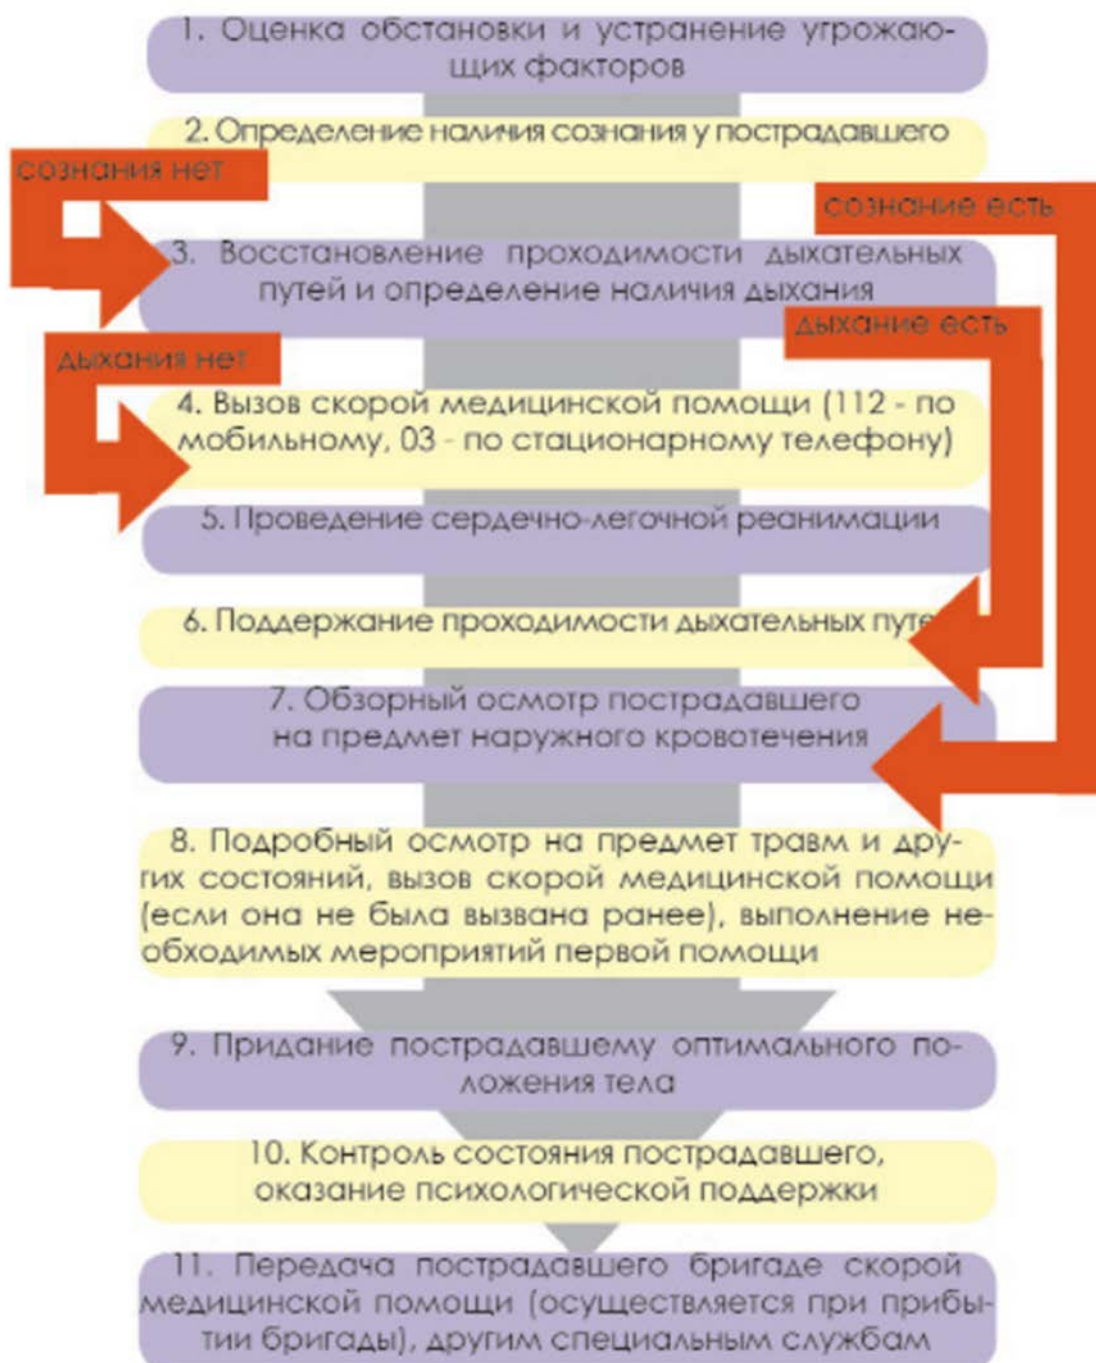 1. Оценка обстановки и устранение угрожаю-
щих факторов
2. Определение наличия сознания у пострадавшего
сознания нет
сознание есть
3. Восстановление проходимости дыхательных
путей и определение наличия дыхания
дыхание есть
дыхания нет
4. Вызов скорой медицинской помощи (112 - по
мобильному, 03 - по стационарному телефону)
5. Проведение сердечно-легочной реанимации
6. Поддержание проходимости дыхательных путе
7. Обзорный осмотр пострадавшего
на предмет наружного кровотечения
8. Подробный осмотр на предмет травм и дру-
гих состояний, вызов скорой медицинской помощи
(если она не была вызвана ранее), выполнение не-
обходимых мероприятий первой помощи
9. Придание пострадавшему оптимального по-
ложения тела
10. Контроль состояния пострадавшего,
оказание психологической поддержки
11. Передача пострадавшего бригаде скорой
медицинской помощи (осуществляется при прибы-
тии бригады), другим специальным службам